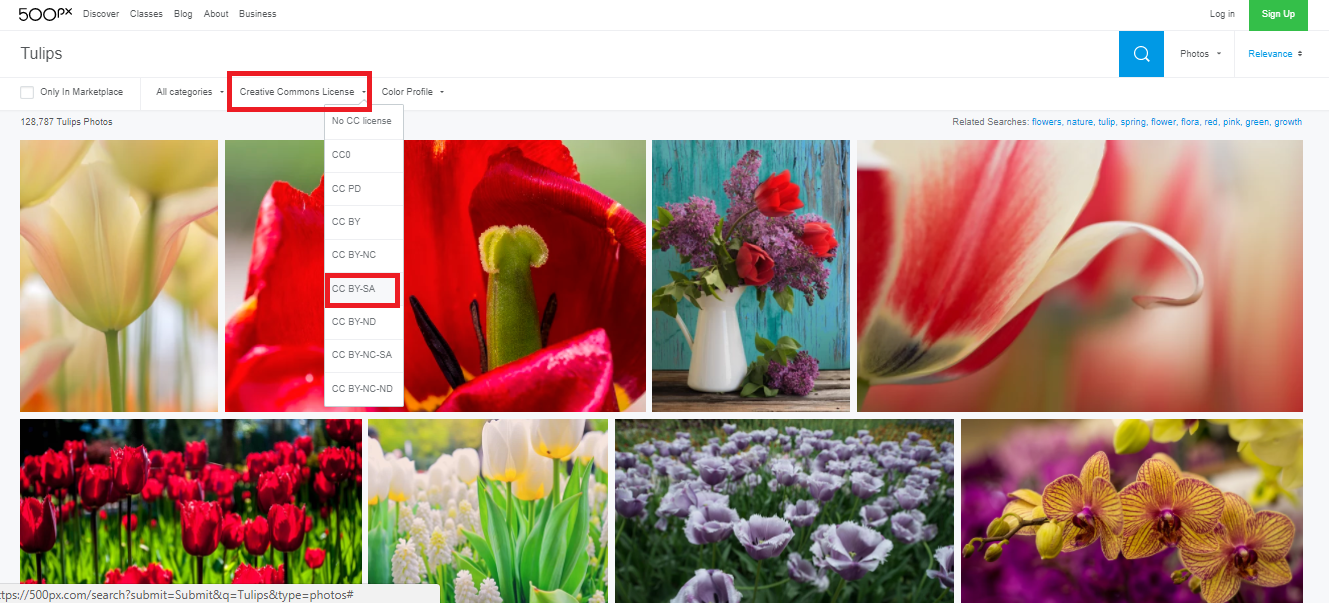 500px Discover Classes Blog About Business Log in Sign Up
Tulips Photos Relevance
Only In Marketplace All categories Creative Commons License Color Profile
128,787 Tulips Photos Related Searches: flowers, nature, tulip, spring, flower, flora, red, pink, green, growth
No CC license
CC0
CC PD
CC BY
CC BY-NC
CC BY-SA
CC BY-ND
CC BY-NC-SA
CC BY-NC-ND
ttps://500px.com/search?submit=Submit&q=Tulips&type=photos#